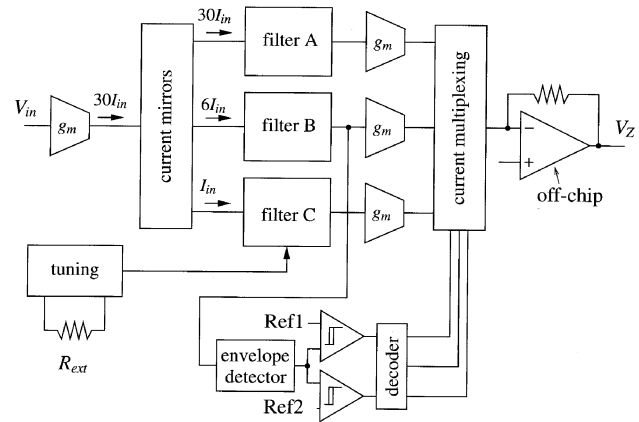 30I_in
filter A
g_m
V_in
g_m
30I_in
current mirrors
6I_in
filter B
g_m
current multiplexing
−
+
V_Z
off-chip
I_in
filter C
g_m
tuning
R_ext
Ref1
envelope
detector
Ref2
decoder